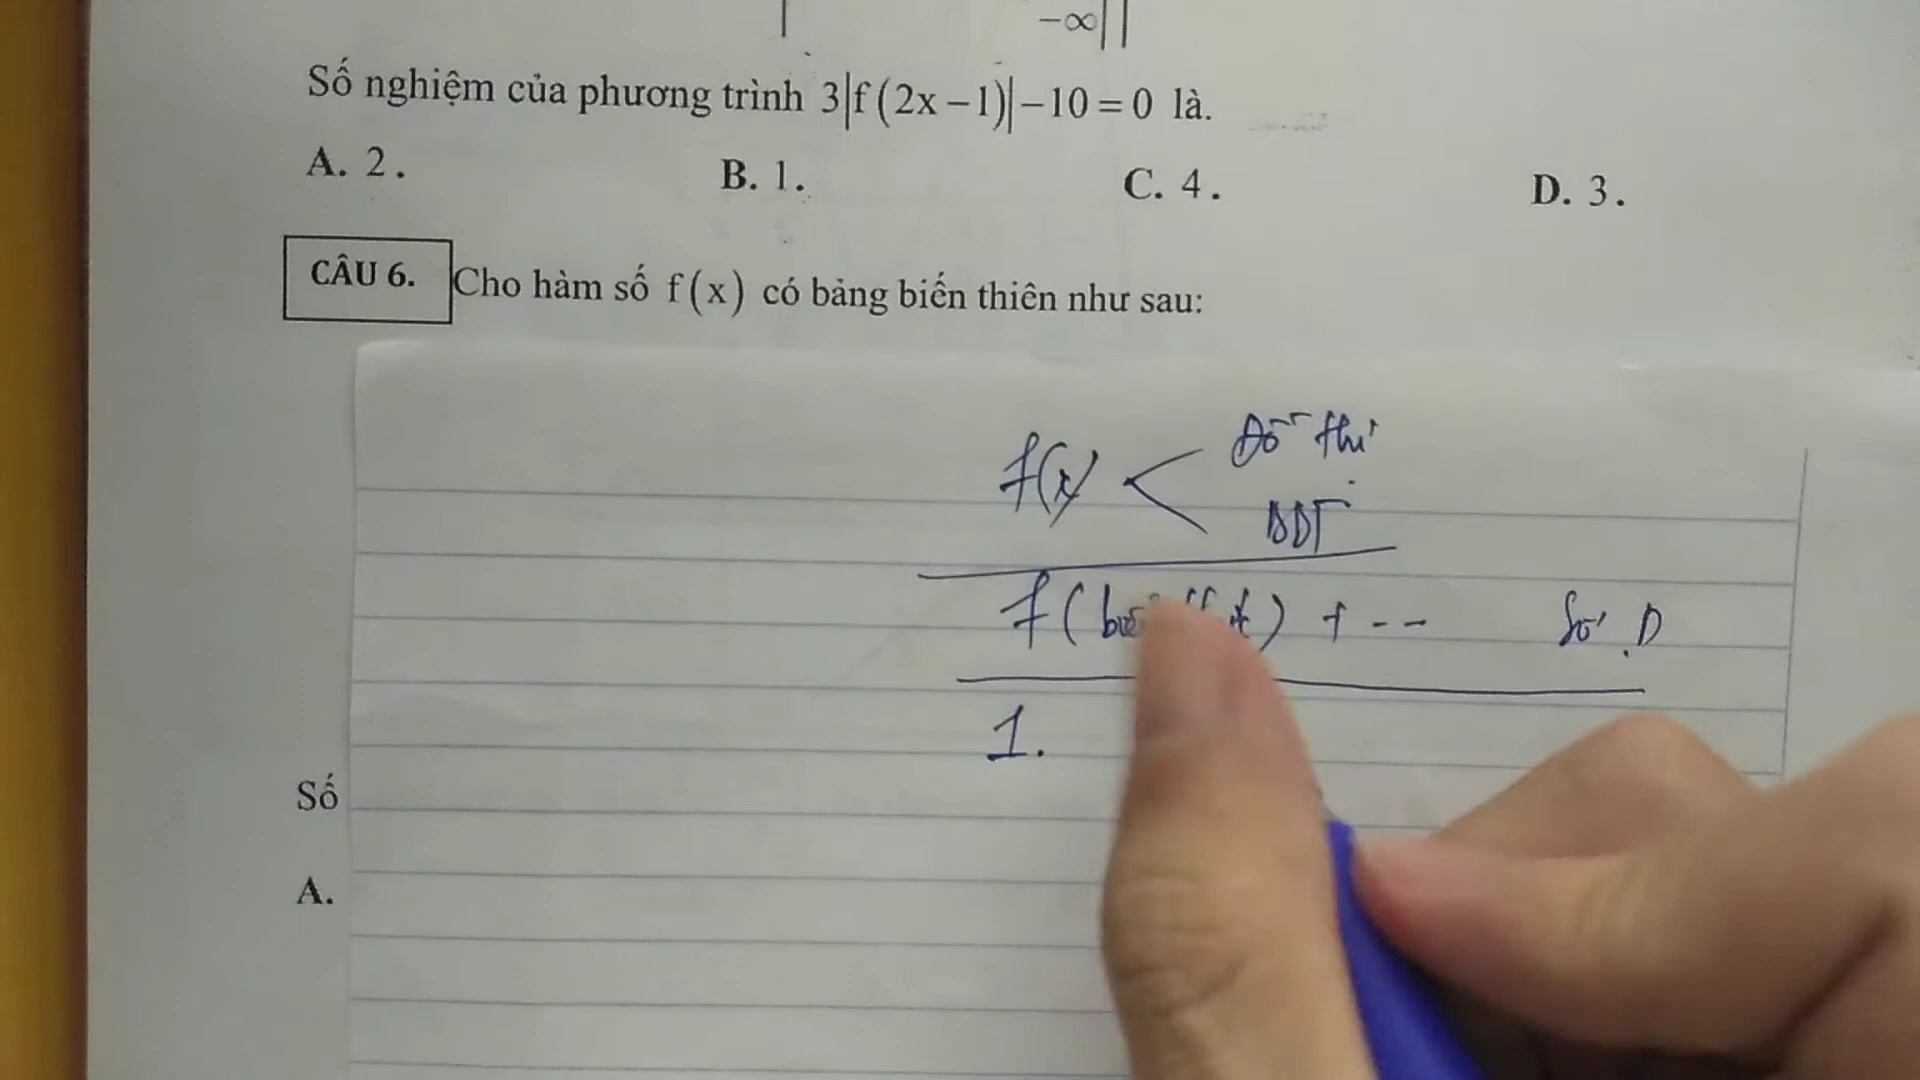 −∞
Số nghiệm của phương trình 3|f(2x−1)|−10=0 là.
A. 2. B. 1. C. 4. D. 3.
CÂU 6. Cho hàm số f(x) có bảng biến thiên như sau:
f(x) < Đồ thị
BBT
f( ) + -- Số
1.
Số
A.